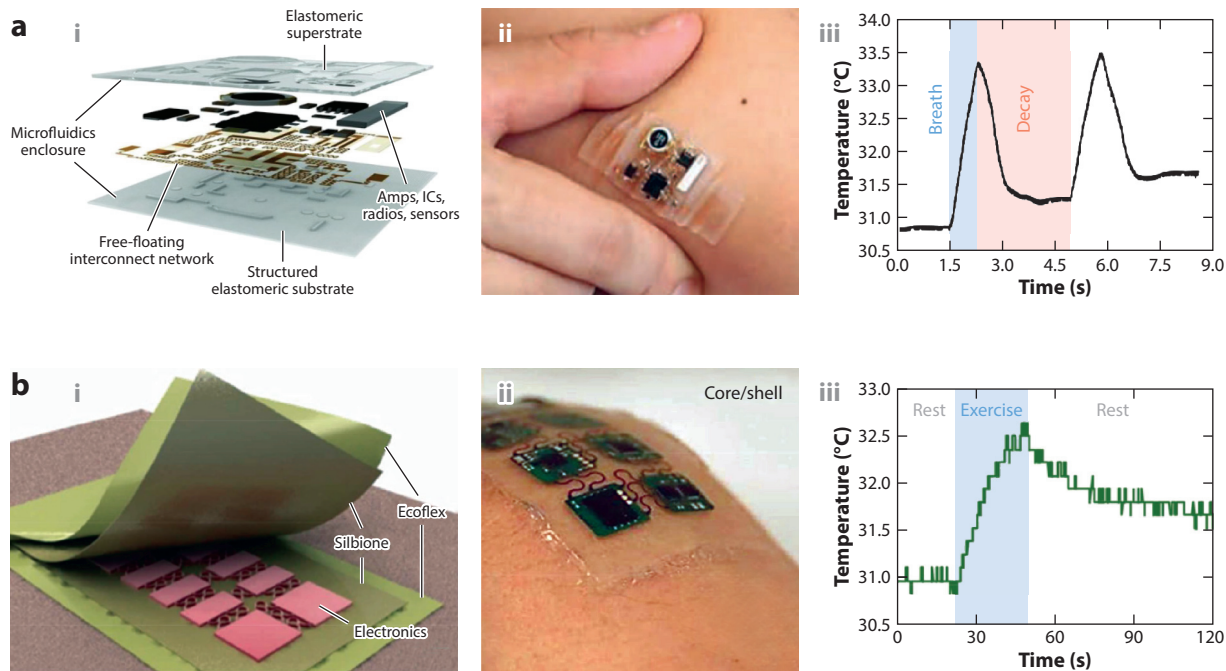 a
i
Elastomeric
superstrate
Microfluidics
enclosure
Amps, ICs,
radios, sensors
Free-floating
interconnect network
Structured
elastomeric substrate
ii
iii
Temperature (°C)
34.0
33.5
33.0
32.5
31.5
31.0
30.5
Breath
Decay
0.0
1.5
3.0
4.5
6.0
7.5
9.0
Time (s)
b
i
Ecoflex
Silbione
Electronics
ii
Core/shell
iii
Temperature (°C)
33.0
32.5
32.0
31.5
31.0
30.5
Rest
Exercise
Rest
0
30
60
90
120
Time (s)